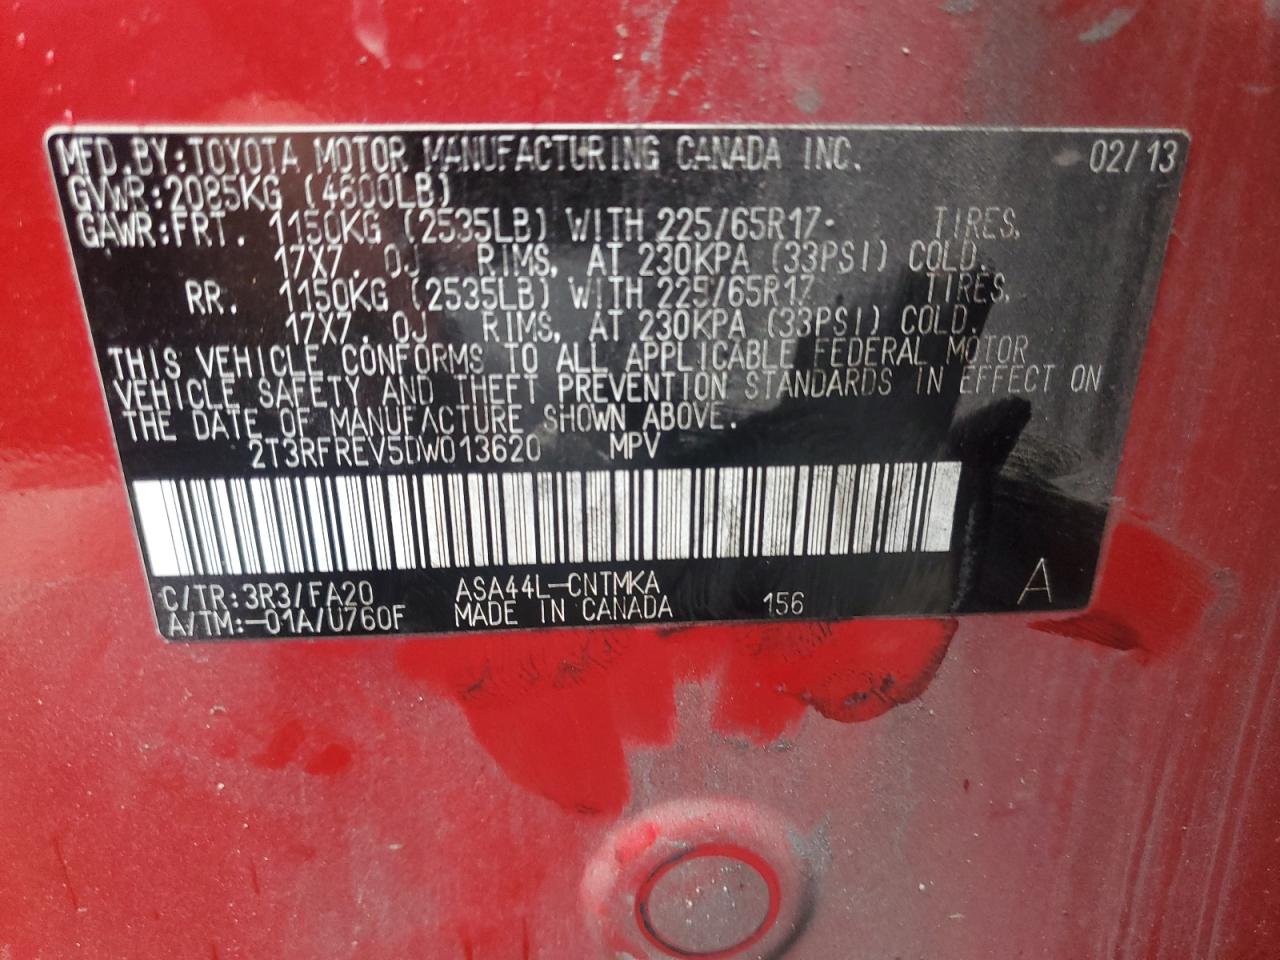 MFD.BY:TOYOTA MOTOR MANUFACTURING CANADA INC. 02/13
GVWR:2085KG (4600LB)
GAWR:FRT. 1150KG (2535LB) WITH 225/65R17 TIRES,
17X7.0J RIMS, AT 230KPA (33PSI) COLD.
RR. 1150KG (2535LB) WITH 225/65R17 TIRES,
17X7.0J RIMS, AT 230KPA (33PSI) COLD.
THIS VEHICLE CONFORMS TO ALL APPLICABLE FEDERAL MOTOR
VEHICLE SAFETY AND THEFT PREVENTION STANDARDS IN EFFECT ON
THE DATE OF MANUFACTURE SHOWN ABOVE.
2T3RFREV5DW013620 MPV
C/TR:3R3/FA20 ASA44L-CNTMKA
A/TM:-01A/U760F MADE IN CANADA 156 A